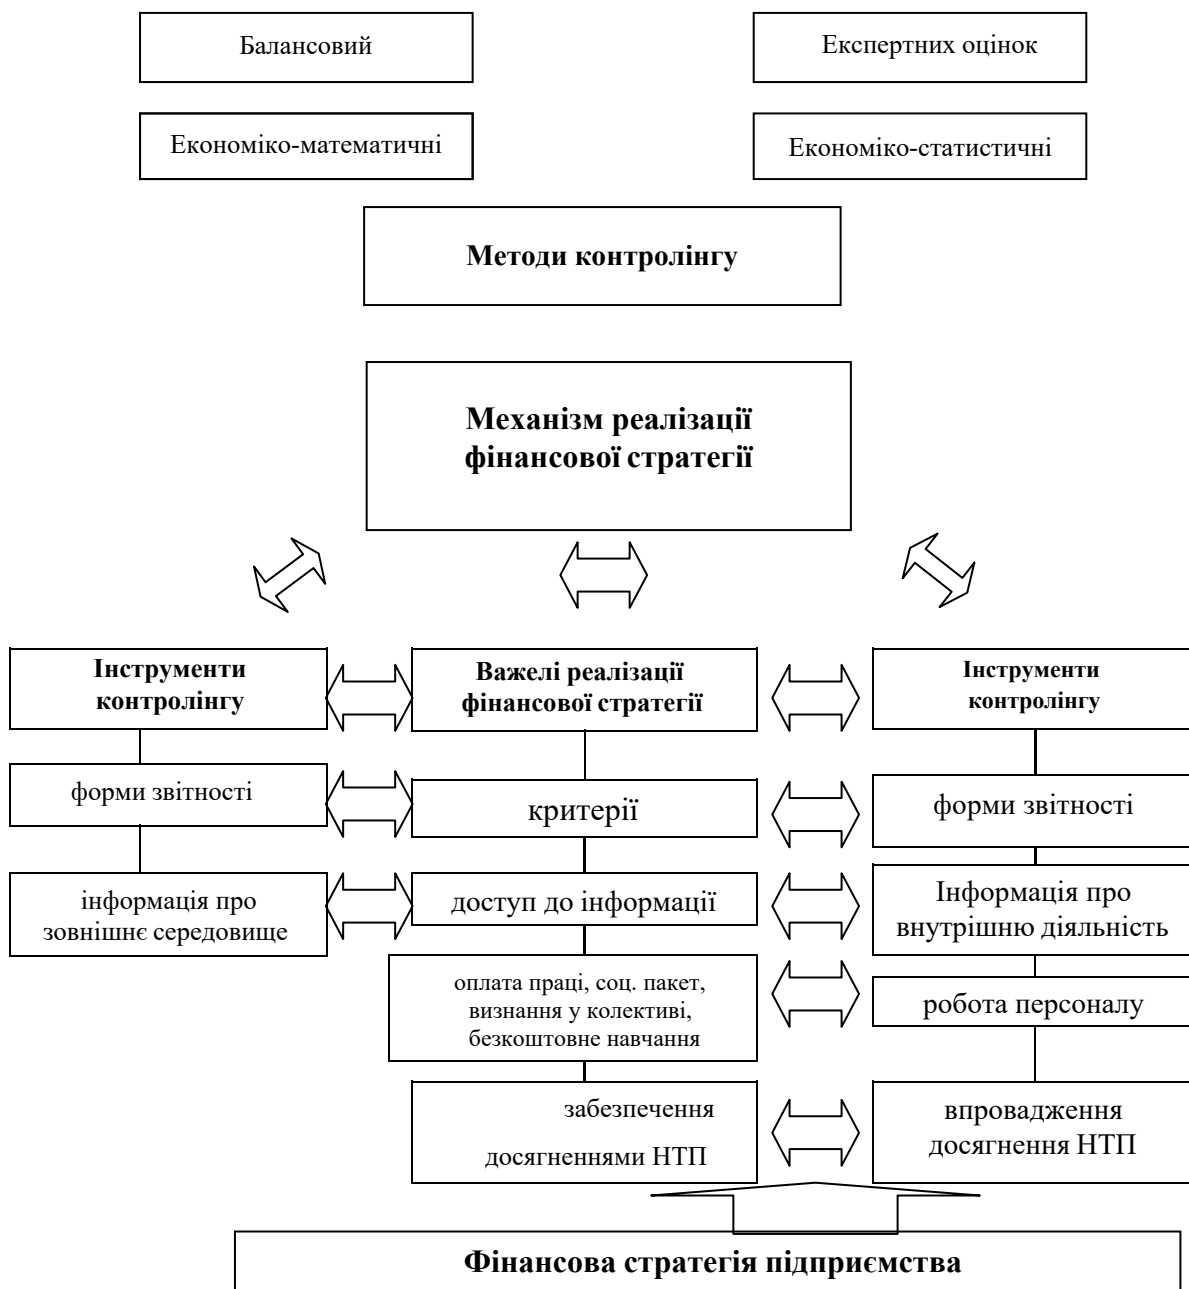 Балансовий
Експертних оцінок
Економіко-математичні
Економіко-статистичні
Методи контролінгу
Механізм реалізації
фінансової стратегії
Інструменти
контролінгу
Важелі реалізації
фінансової стратегії
Інструменти
контролінгу
форми звітності
критерії
форми звітності
інформація про
зовнішнє середовище
доступ до інформації
Інформація про
внутрішню діяльність
оплата праці, соц. пакет,
визнання у колективі,
безкоштовне навчання
робота персоналу
забезпечення
досягненнями НТП
впровадження
досягнення НТП
Фінансова стратегія підприємства